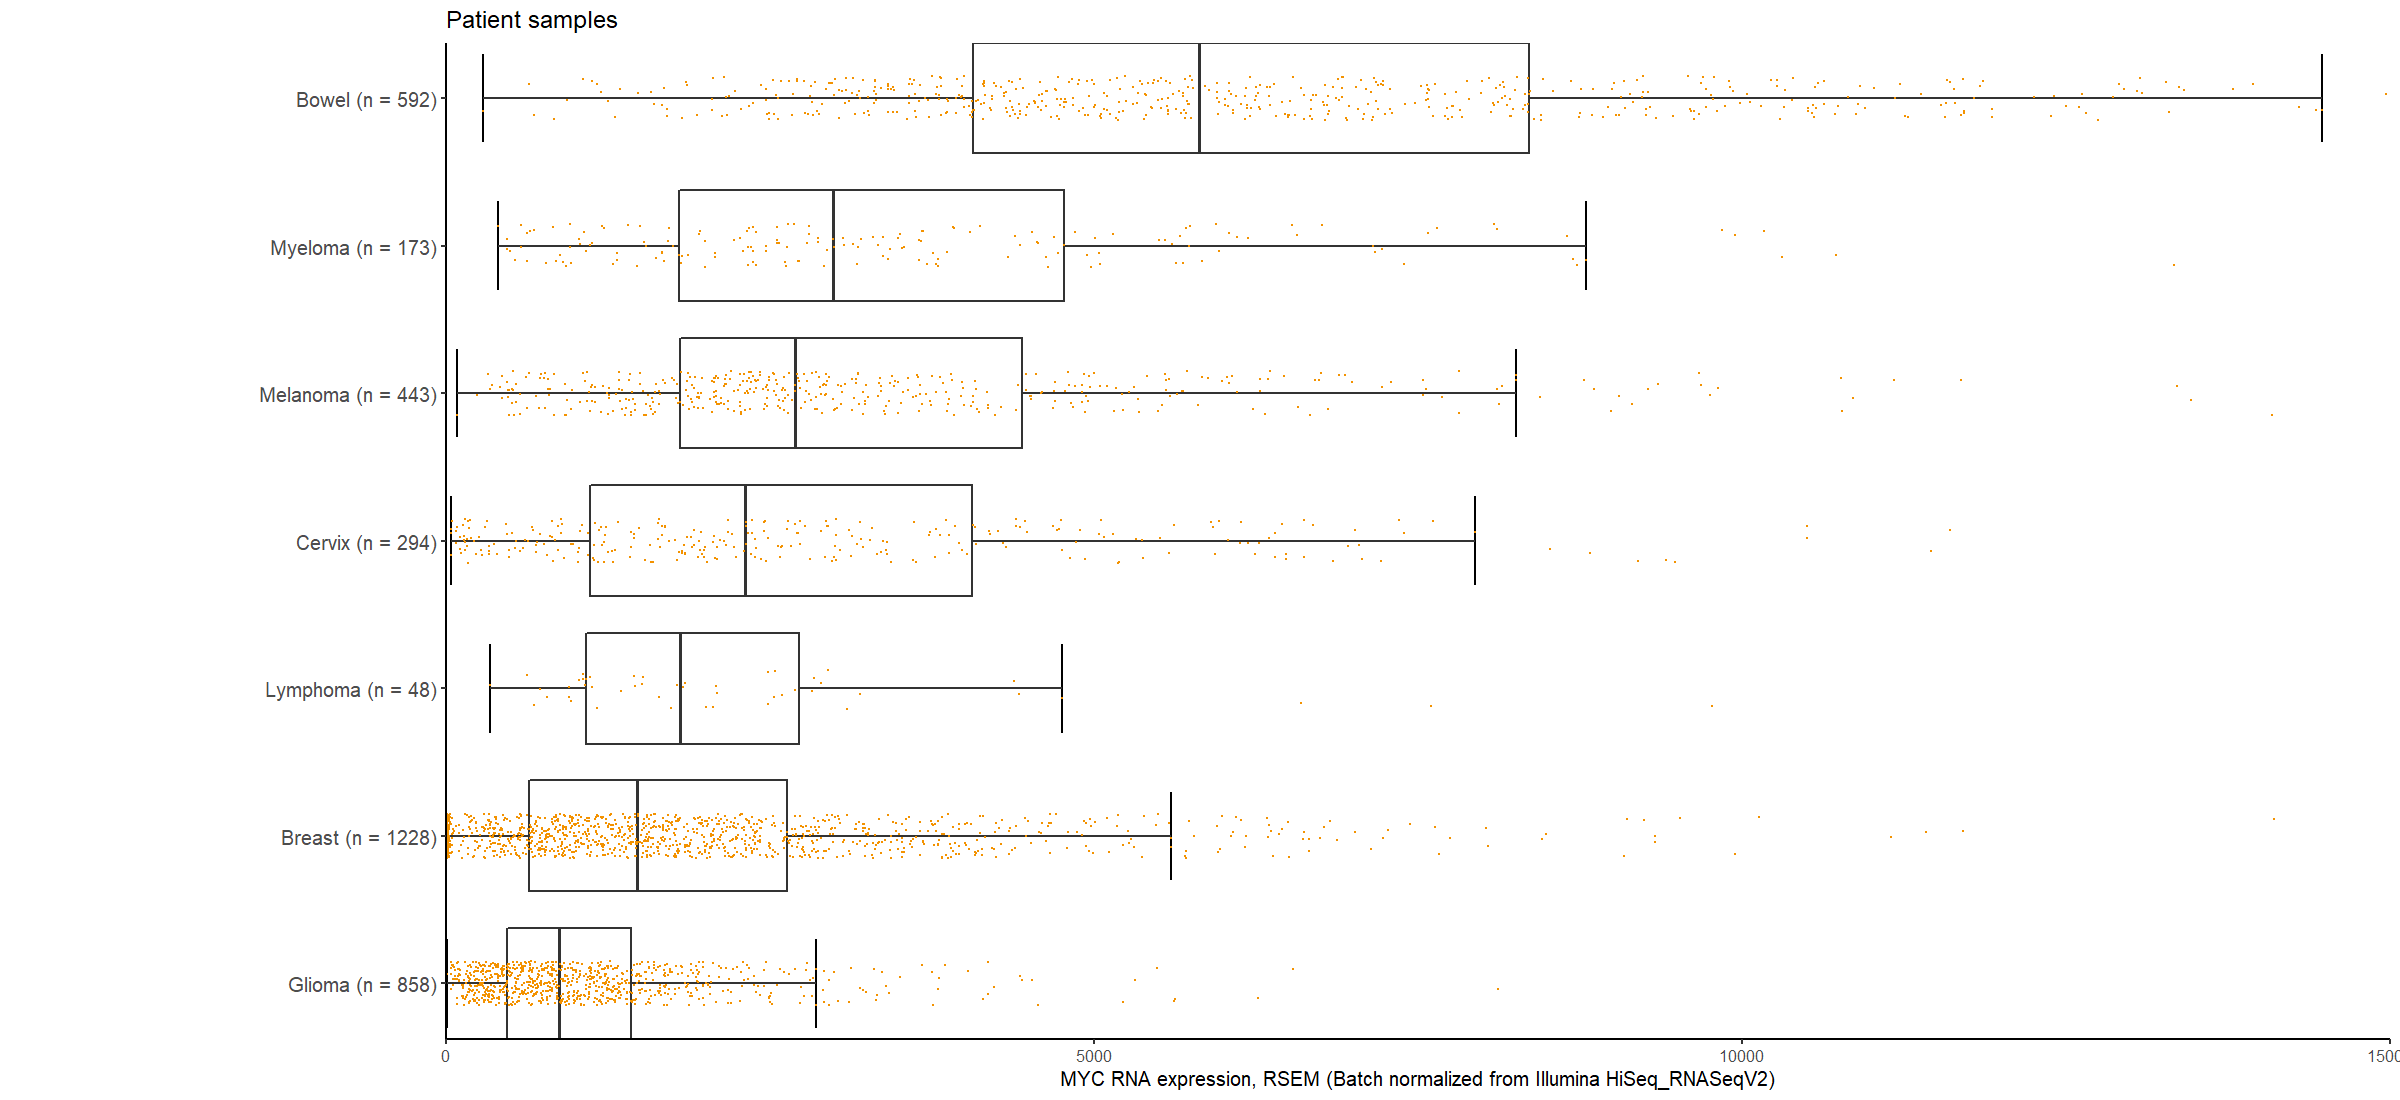 Patient samples
Bowel (n = 592)
Myeloma (n = 173)
Melanoma (n = 443)
Cervix (n = 294)
Lymphoma (n = 48)
Breast (n = 1228)
Glioma (n = 858)
0 5000 10000 1500
MYC RNA expression, RSEM (Batch normalized from Illumina HiSeq_RNASeqV2)